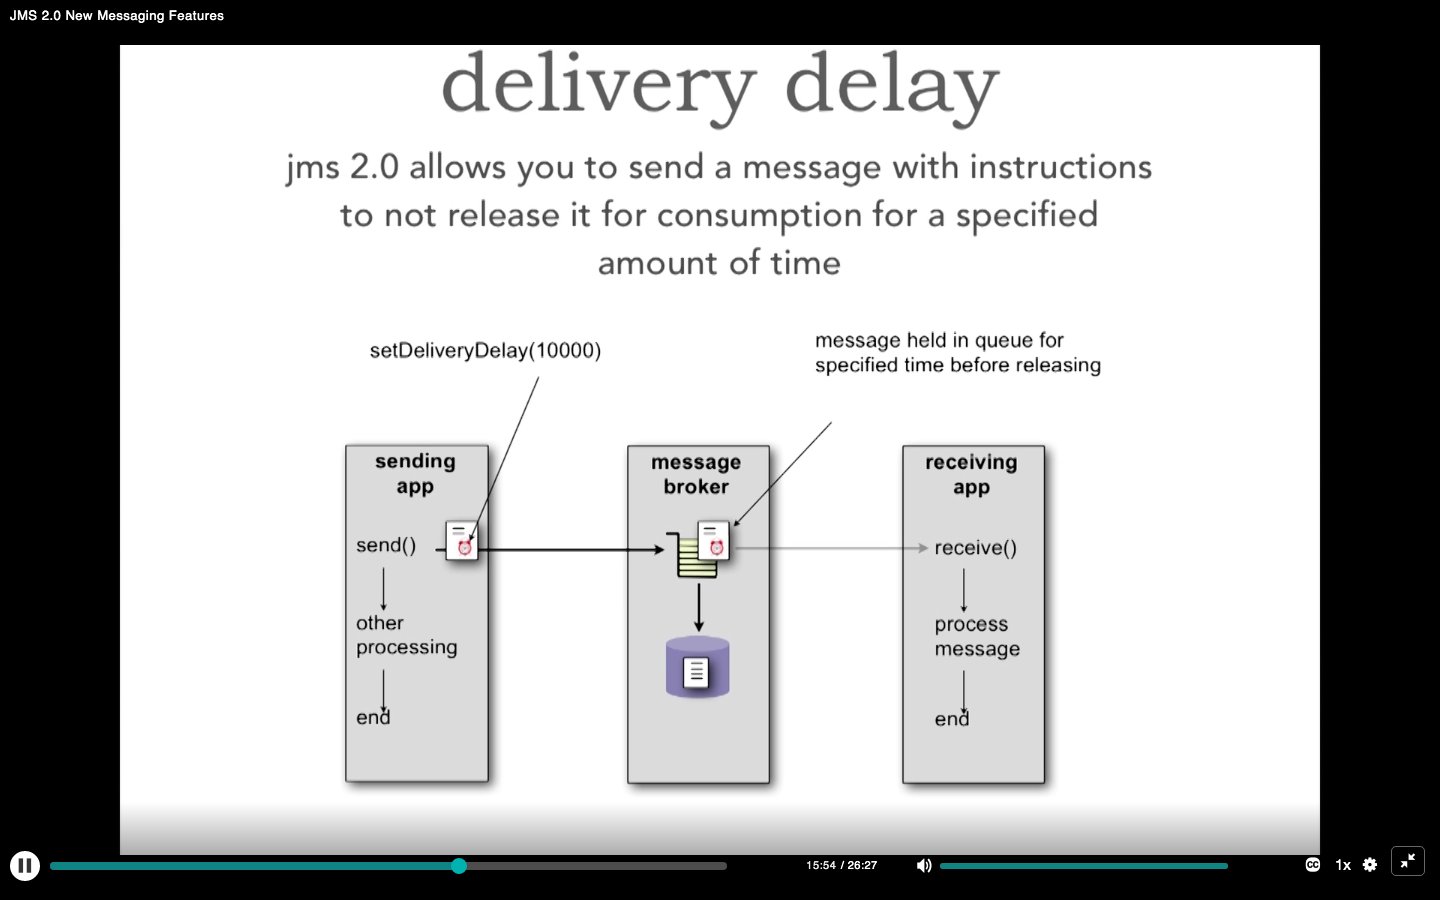 JMS 2.0 New Messaging Features
delivery delay
jms 2.0 allows you to send a message with instructions
to not release it for consumption for a specified
amount of time
setDeliveryDelay(10000)
message held in queue for
specified time before releasing
sending
app
send()
other
processing
end
message
broker
receiving
app
receive()
process
message
end
15:54 / 26:27
CC
1x